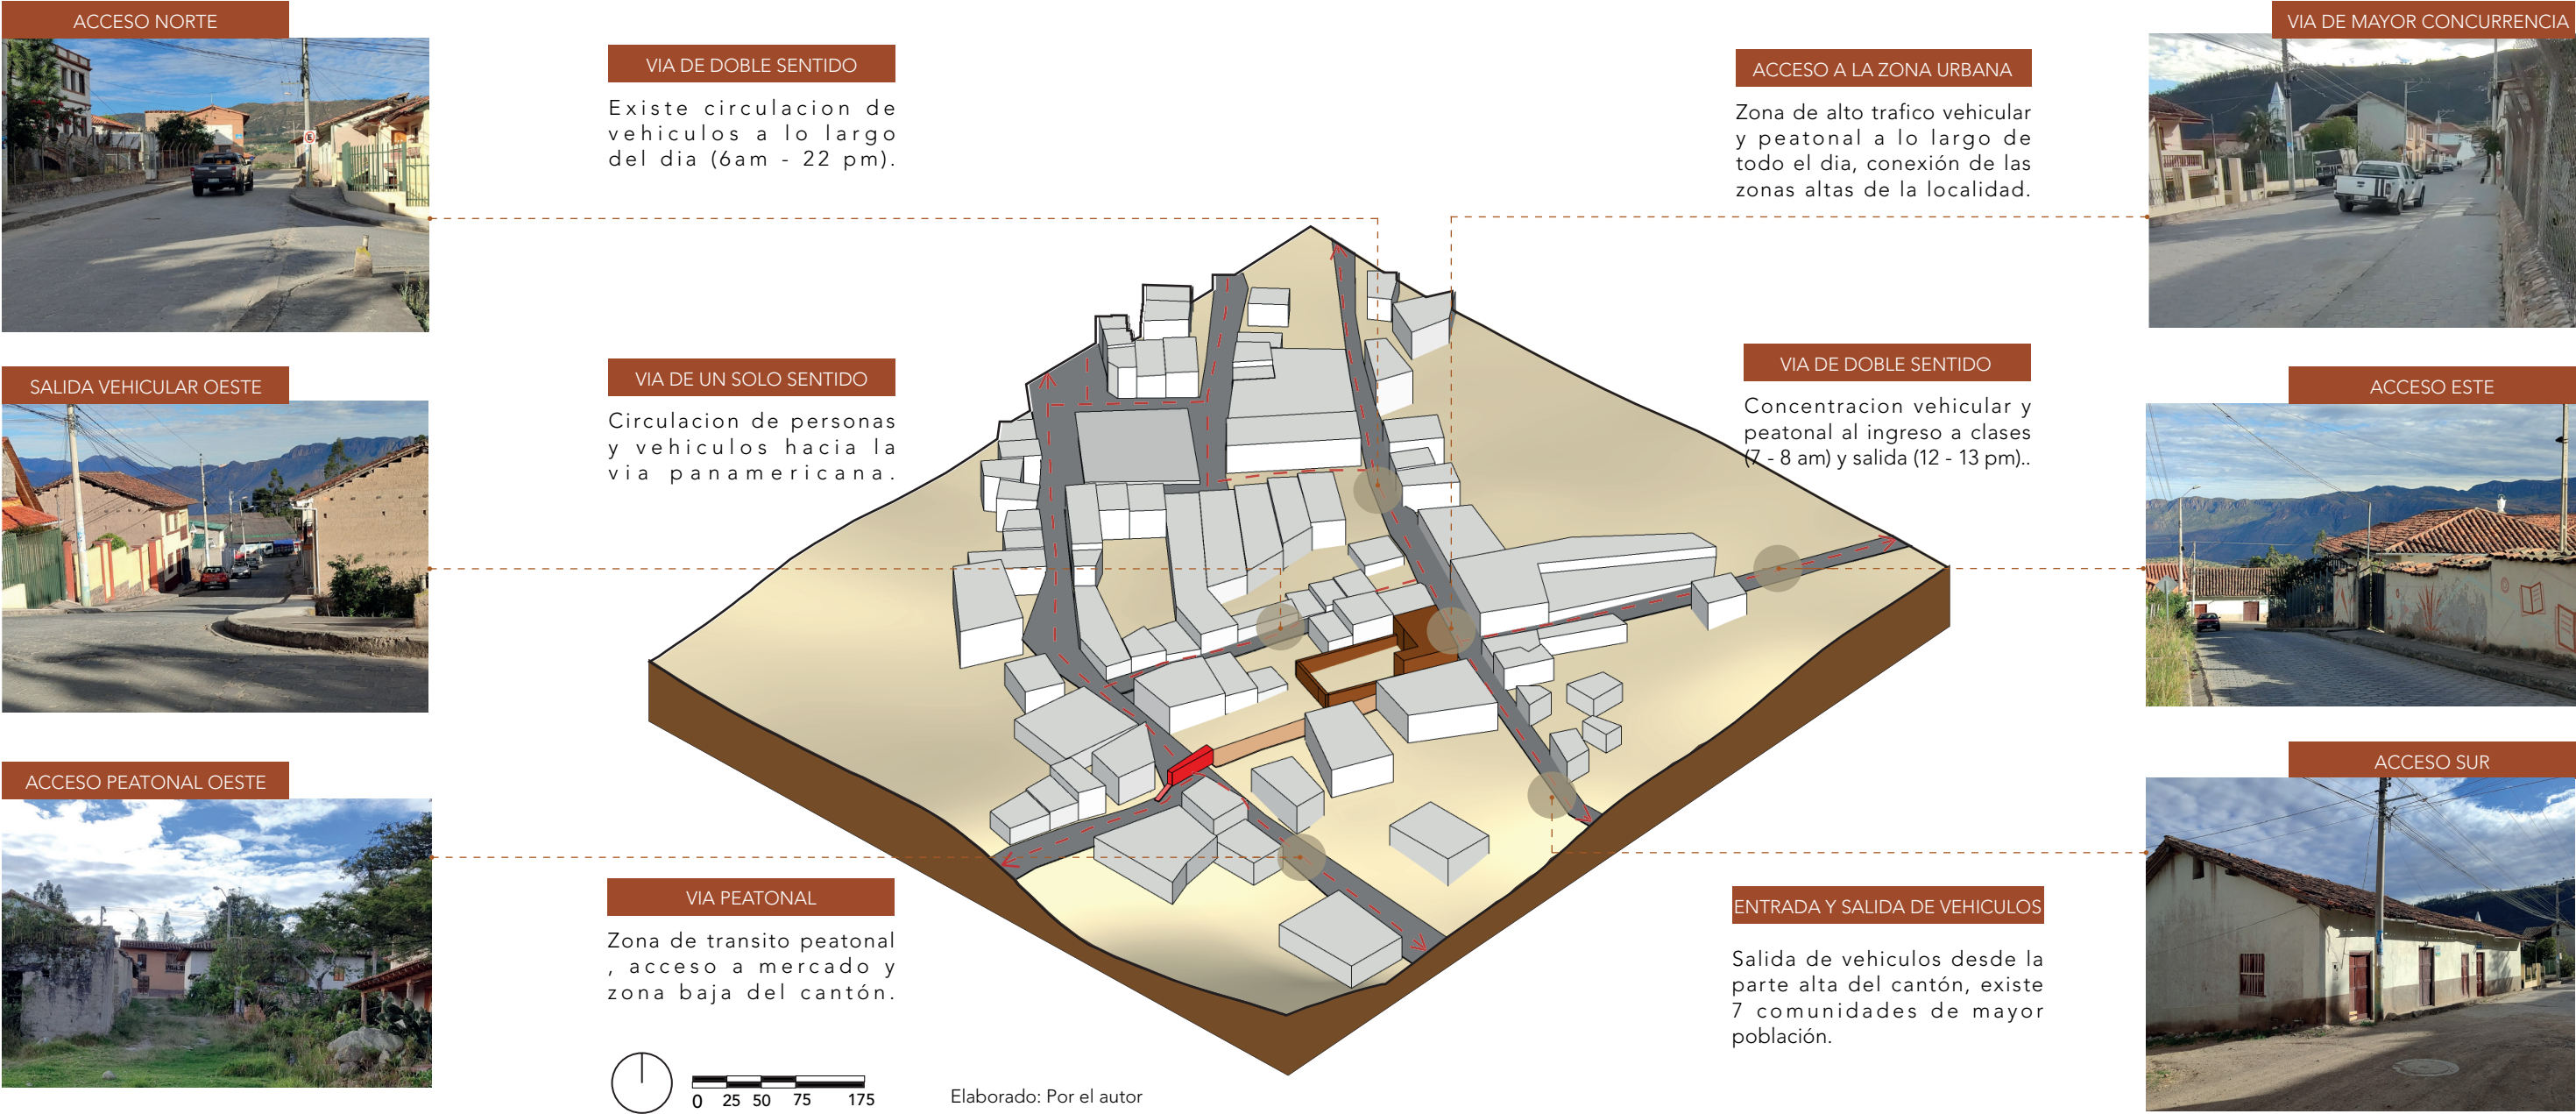 ACCESO NORTE
VIA DE DOBLE SENTIDO
Existe circulacion de
vehiculos a lo largo
del dia (6am - 22 pm).
ACCESO A LA ZONA URBANA
Zona de alto trafico vehicular
y peatonal a lo largo de
todo el dia, conexión de las
zonas altas de la localidad.
VIA DE MAYOR CONCURRENCIA
SALIDA VEHICULAR OESTE
VIA DE UN SOLO SENTIDO
Circulacion de personas
y vehiculos hacia la
via panamericana.
VIA DE DOBLE SENTIDO
Concentracion vehicular y
peatonal al ingreso a clases
(7 - 8 am) y salida (12 - 13 pm)..
ACCESO ESTE
ACCESO PEATONAL OESTE
VIA PEATONAL
Zona de transito peatonal
, acceso a mercado y
zona baja del cantón.
ACCESO SUR
ENTRADA Y SALIDA DE VEHICULOS
Salida de vehiculos desde la
parte alta del cantón, existe
7 comunidades de mayor
población.
0 25 50 75 175
Elaborado: Por el autor